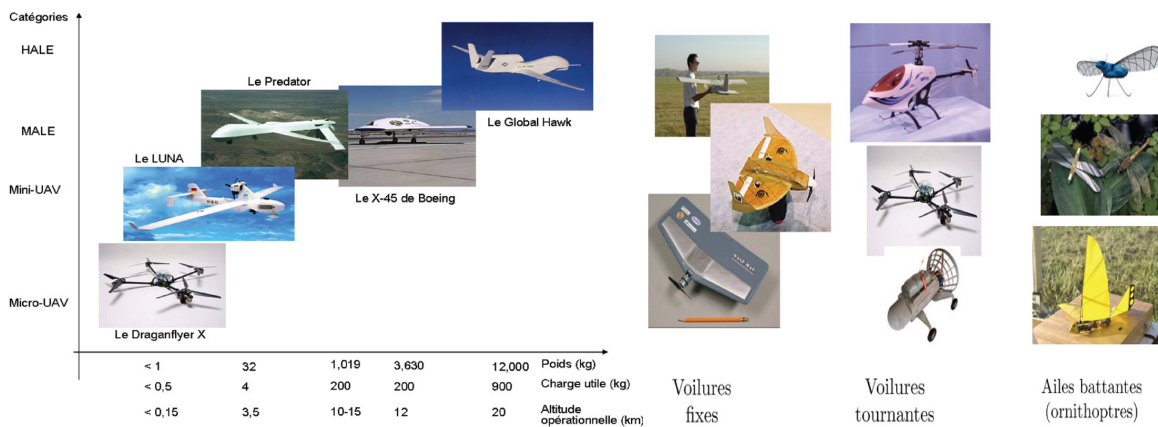 Catégories
HALE
MALE
Mini-UAV
Micro-UAV
Le Predator
Le Global Hawk
Le LUNA
Le X-45 de Boeing
Le Draganflyer X
< 1 32 1,019 3,630 12,000 Poids (kg)
< 0,5 4 200 200 900 Charge utile (kg)
< 0,15 3,5 10-15 12 20 Altitude
opérationnelle (km)
Voilures
fixes
Voilures
tournantes
Ailes battantes
(ornithoptres)